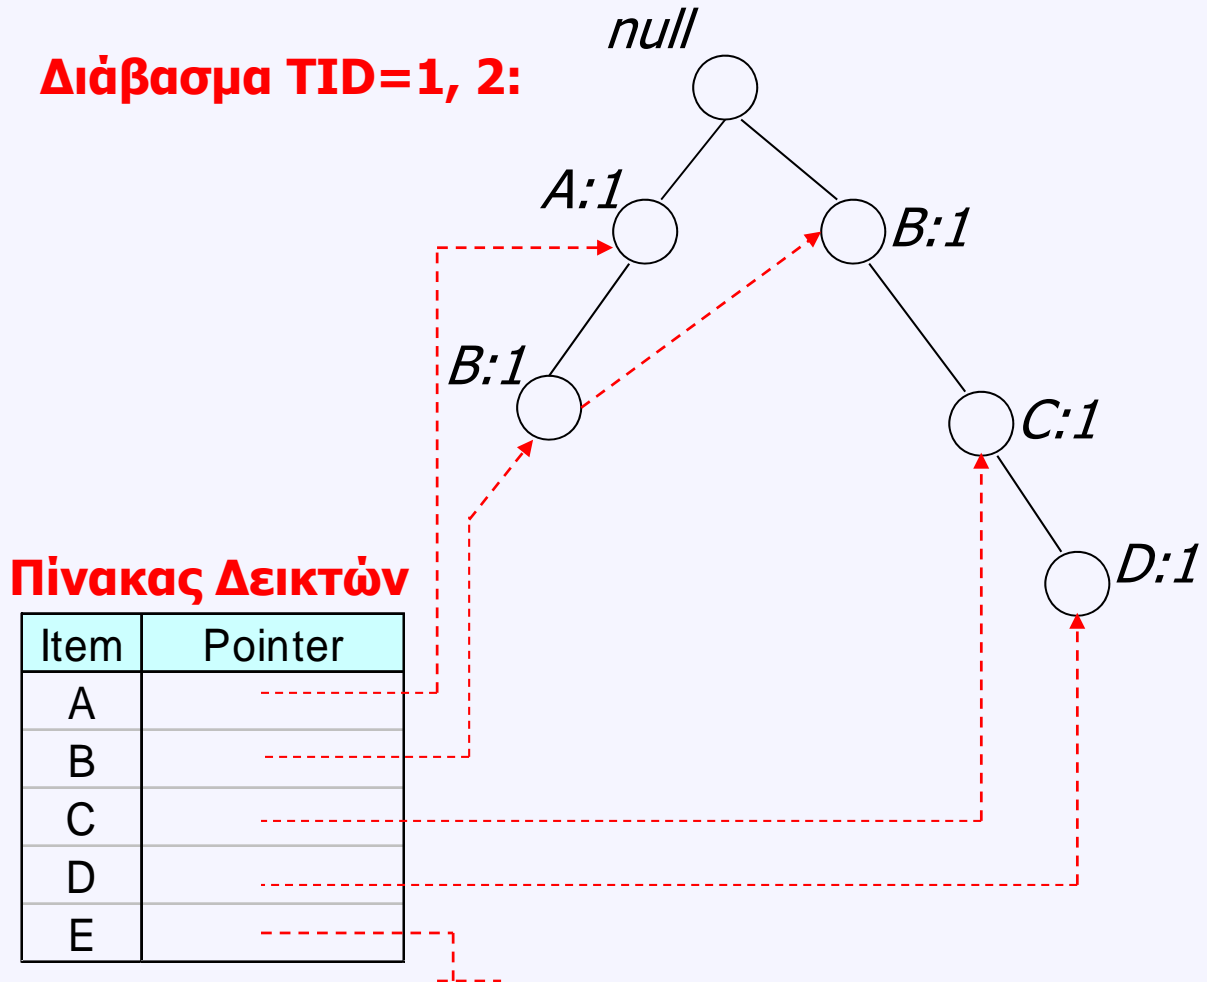 null
Διάβασμα TID=1, 2:
A:1
B:1
B:1
C:1
D:1
Πίνακας Δεικτών
Item Pointer
A
B
C
D
E